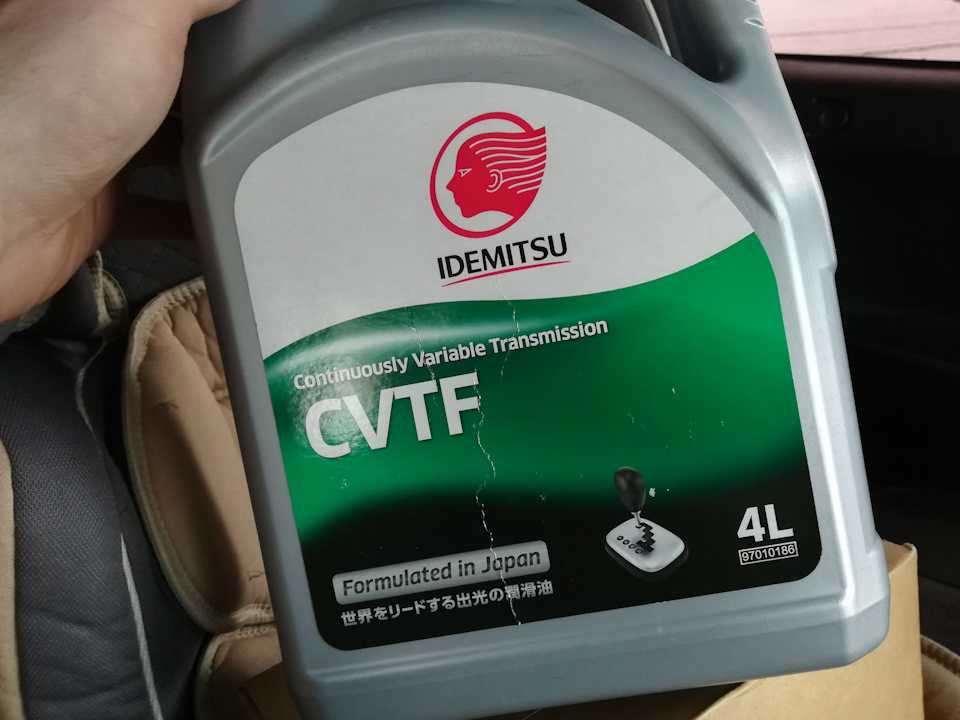 IDEMITSU
Continuously Variable Transmission
CVTF
4L
97010186
Formulated in Japan
世界をリードする出光の潤滑油